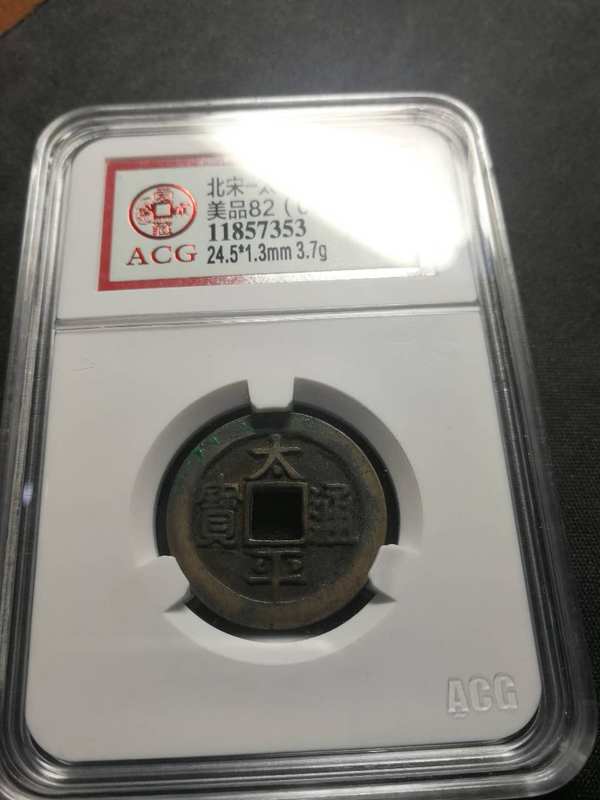 北宋-太
美品82 (
11857353
ACG 24.5*1.3mm 3.7g
太
寶 通
平
ACG